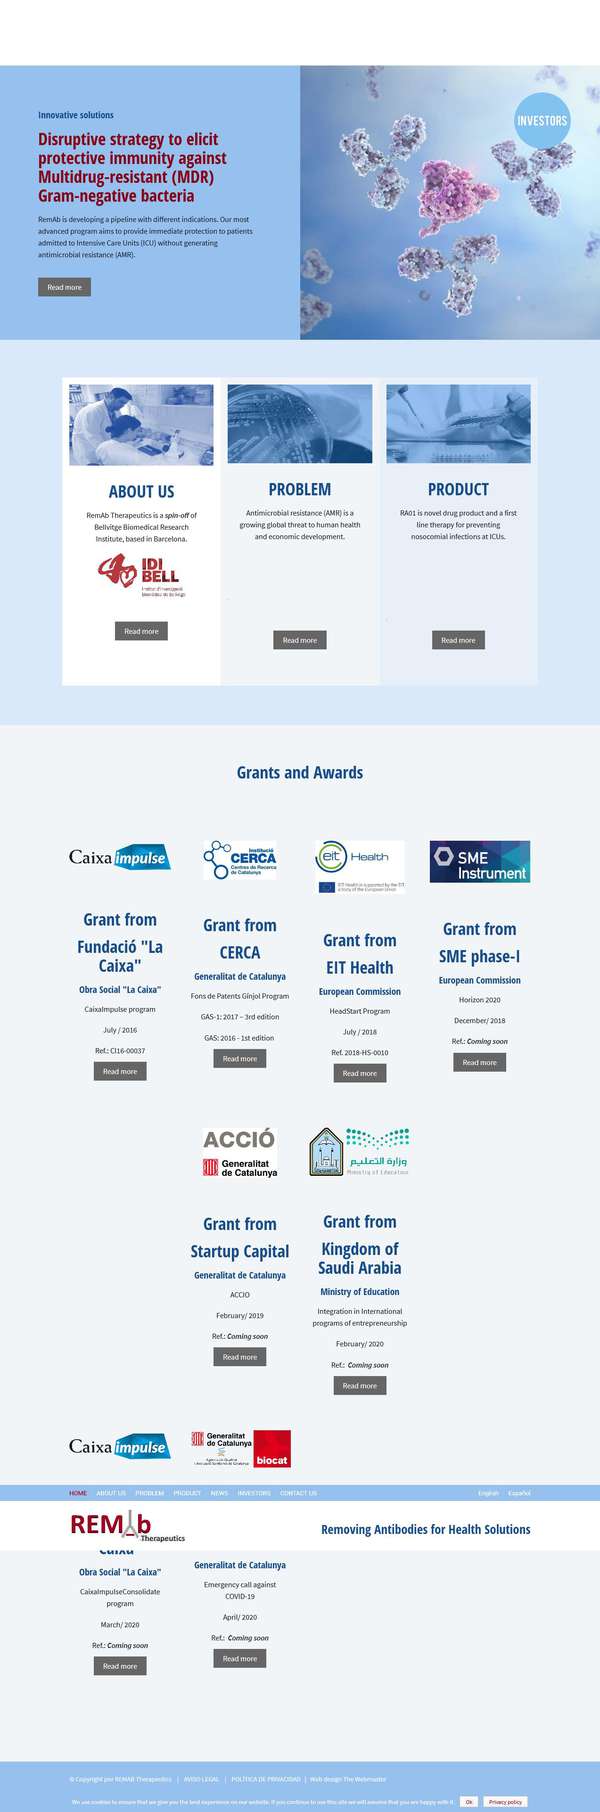 Innovative solutions
Disruptive strategy to elicit
protective immunity against
Multidrug-resistant (MDR)
Gram-negative bacteria
RemAb is developing a pipeline with different indications. Our most
advanced program aims to provide immediate protection to patients
admitted to Intensive Care Units (ICU) without generating
antimicrobial resistance (AMR).
Read more
INVESTORS
ABOUT US
RemAb Therapeutics is a spin-off of
Bellvitge Biomedical Research
Institute, based in Barcelona.
IDI
BELL
Read more
PROBLEM
Antimicrobial resistance (AMR) is a
growing global threat to human health
and economic development.
Read more
PRODUCT
RA01 is novel drug product and a first
line therapy for preventing
nosocomial infections at ICUs.
Read more
Grants and Awards
Caixa impulse
Grant from
Fundació "La
Caixa"
Obra Social "La Caixa"
CaixaImpulse program
July / 2016
Ref.: CI16-00037
Read more
Institució
CERCA
Centres de Recerca
de Catalunya
Grant from
CERCA
Generalitat de Catalunya
Fons de Patents Ginjol Program
GAS-1: 2017 – 3rd edition
GAS: 2016 - 1st edition
Read more
eit Health
EIT Health is supported by the EIT
a body of the European Union
Grant from
EIT Health
European Commission
HeadStart Program
July / 2018
Ref. 2018-HS-0010
Read more
SME
Instrument
Grant from
SME phase-I
European Commission
Horizon 2020
December/ 2018
Ref.: Coming soon
Read more
ACCIÓ
Generalitat
de Catalunya
Grant from
Startup Capital
Generalitat de Catalunya
ACCIO
February/ 2019
Ref.: Coming soon
Read more
وزارة التعليم
Ministry of Education
Grant from
Kingdom of
Saudi Arabia
Ministry of Education
Integration in International
programs of entrepreneurship
February/ 2020
Ref.: Coming soon
Read more
Caixa impulse
Generalitat
de Catalunya
biocat
HOME ABOUT US PROBLEM PRODUCT NEWS INVESTORS CONTACT US English Español
REMAb
Therapeutics
Removing Antibodies for Health Solutions
Caixa
Obra Social "La Caixa"
CaixaImpulseConsolidate
program
March/ 2020
Ref.: Coming soon
Read more
Generalitat de Catalunya
Emergency call against
COVID-19
April/ 2020
Ref.: Coming soon
Read more
© Copyright por REMAB Therapeutics | AVISO LEGAL | POLÍTICA DE PRIVACIDAD | Web design The Webmaster
We use cookies to ensure that we give you the best experience on our website. If you continue to use this site we will assume that you are happy with it. Ok Privacy policy